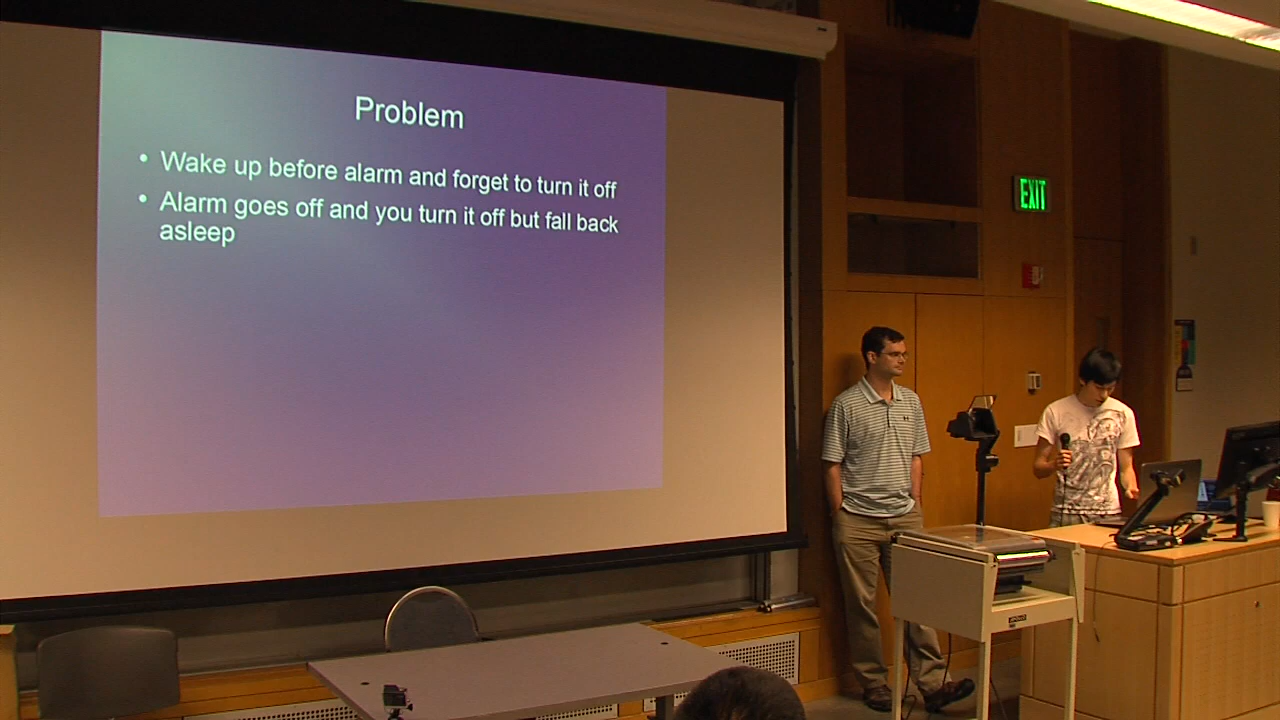 Problem
• Wake up before alarm and forget to turn it off
• Alarm goes off and you turn it off but fall back
asleep
EXIT